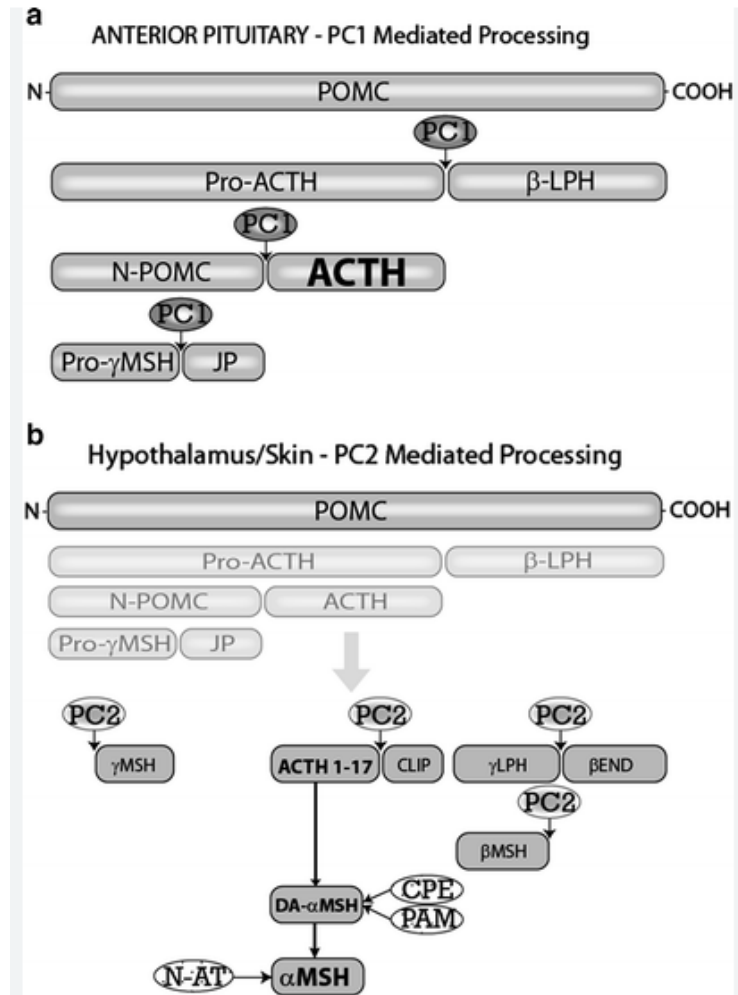 a
ANTERIOR PITUITARY - PC1 Mediated Processing
N- POMC -COOH
PC1
Pro-ACTH β-LPH
PC1
N-POMC ACTH
PC1
Pro-γMSH JP
b
Hypothalamus/Skin - PC2 Mediated Processing
N- POMC -COOH
Pro-ACTH β-LPH
N-POMC ACTH
Pro-γMSH JP
PC2 PC2 PC2
γMSH ACTH 1-17 CLIP γLPH βEND
PC2
βMSH
CPE
DA-αMSH
PAM
N-AT αMSH